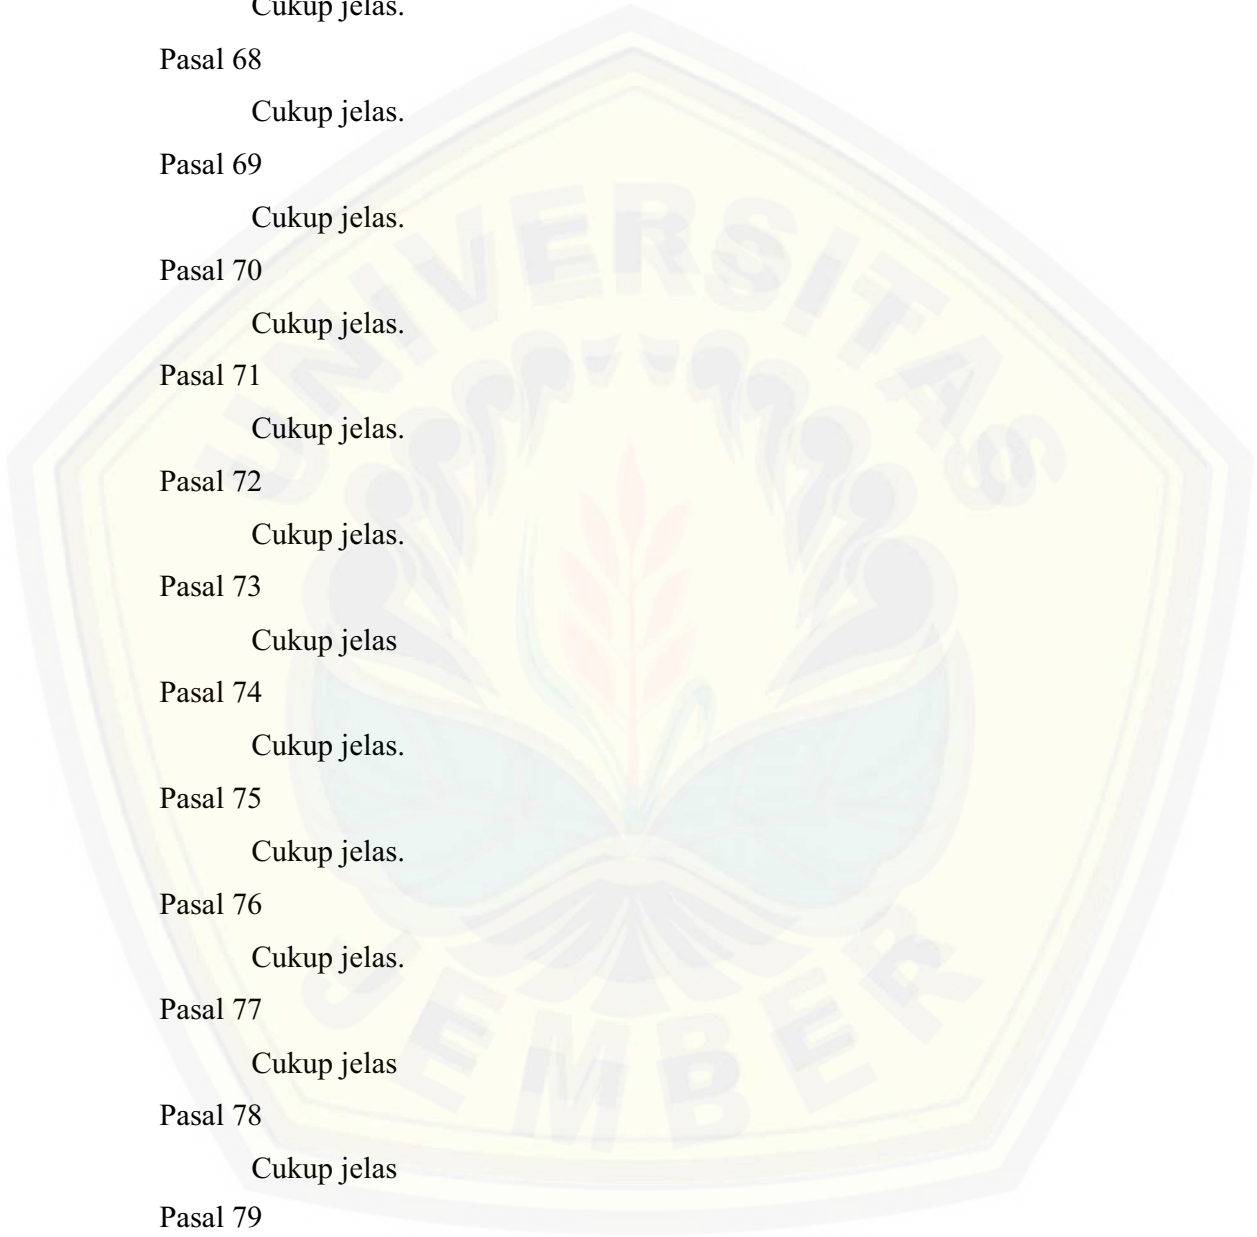 Cukup jelas.
Pasal 68
Cukup jelas.
Pasal 69
Cukup jelas.
Pasal 70
Cukup jelas.
Pasal 71
Cukup jelas.
Pasal 72
Cukup jelas.
Pasal 73
Cukup jelas
Pasal 74
Cukup jelas.
Pasal 75
Cukup jelas.
Pasal 76
Cukup jelas.
Pasal 77
Cukup jelas
Pasal 78
Cukup jelas
Pasal 79
UNIVERSITAS
JEMBER